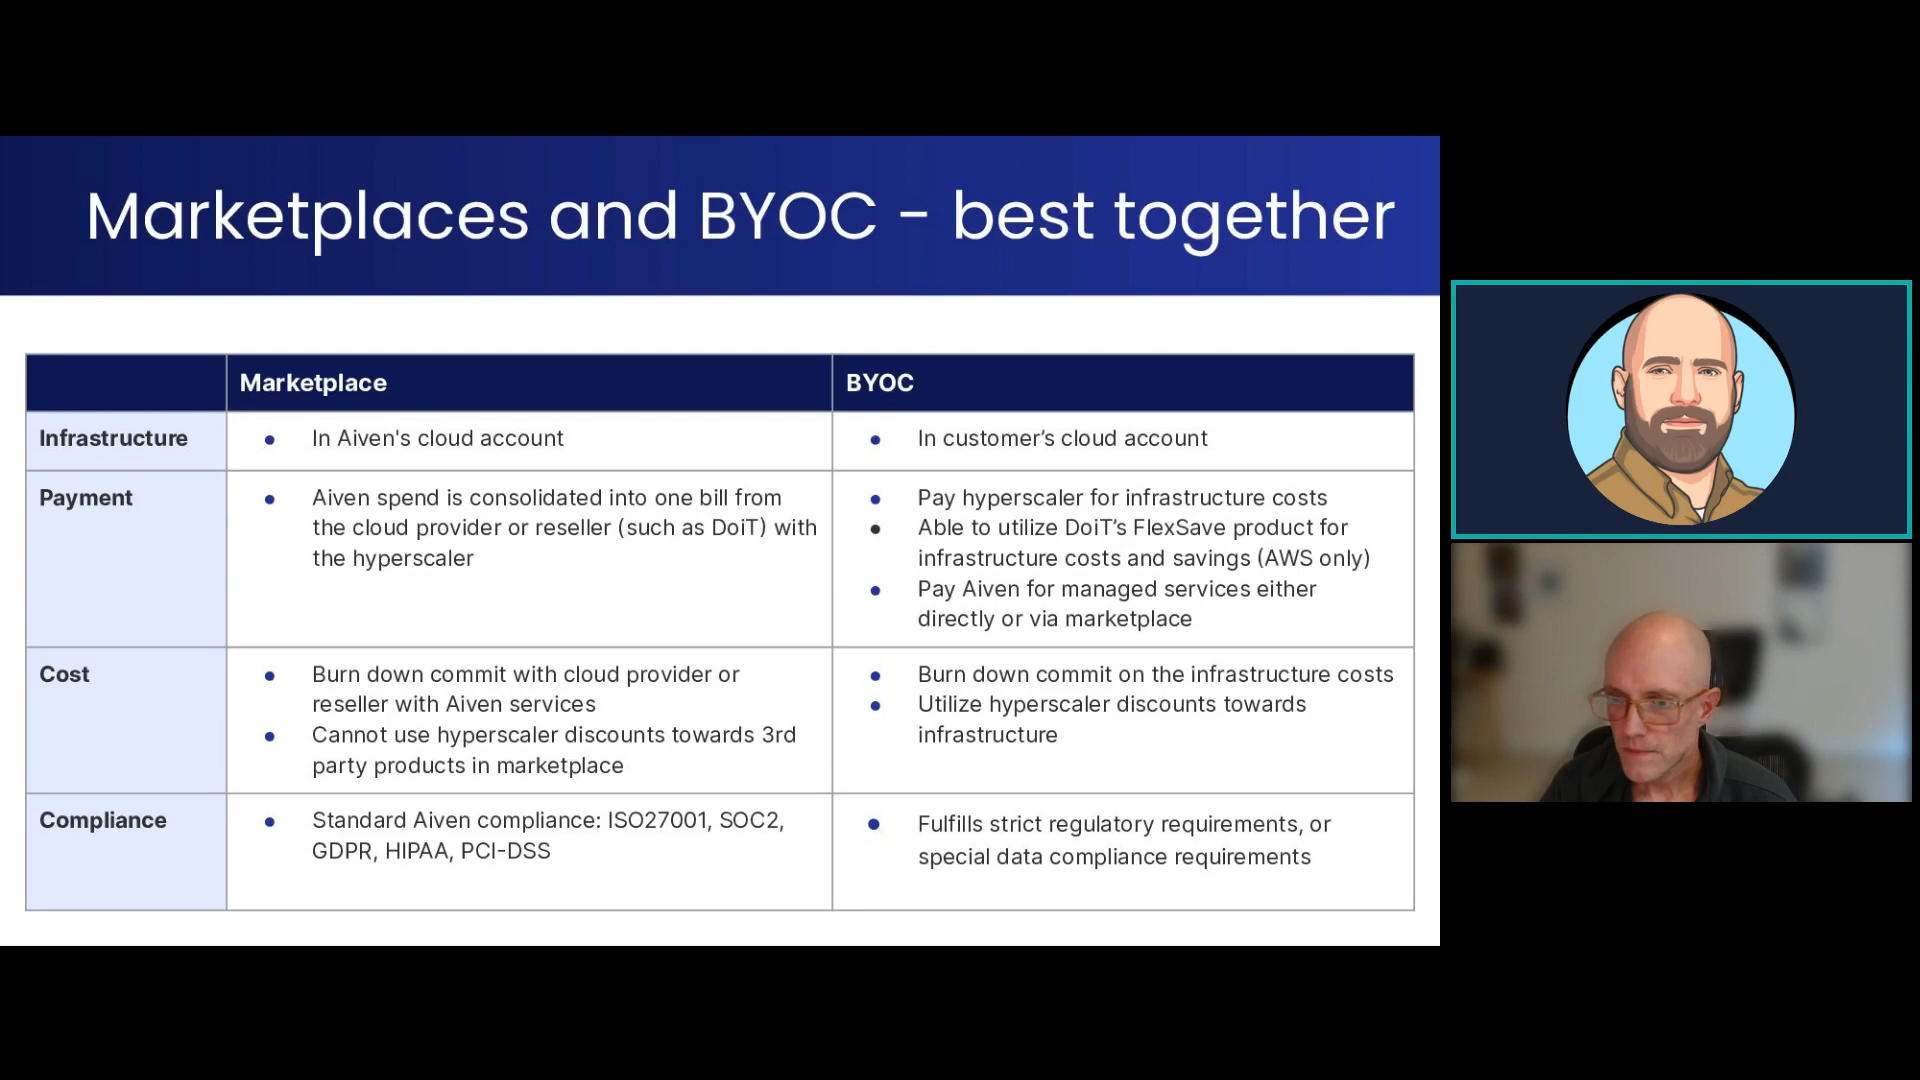 Marketplaces and BYOC - best together
Marketplace
BYOC
Infrastructure
In Aiven's cloud account
In customer’s cloud account
Payment
Aiven spend is consolidated into one bill from
the cloud provider or reseller (such as DoiT) with
the hyperscaler
Pay hyperscaler for infrastructure costs
Able to utilize DoiT’s FlexSave product for
infrastructure costs and savings (AWS only)
Pay Aiven for managed services either
directly or via marketplace
Cost
Burn down commit with cloud provider or
reseller with Aiven services
Cannot use hyperscaler discounts towards 3rd
party products in marketplace
Burn down commit on the infrastructure costs
Utilize hyperscaler discounts towards
infrastructure
Compliance
Standard Aiven compliance: ISO27001, SOC2,
GDPR, HIPAA, PCI-DSS
Fulfills strict regulatory requirements, or
special data compliance requirements